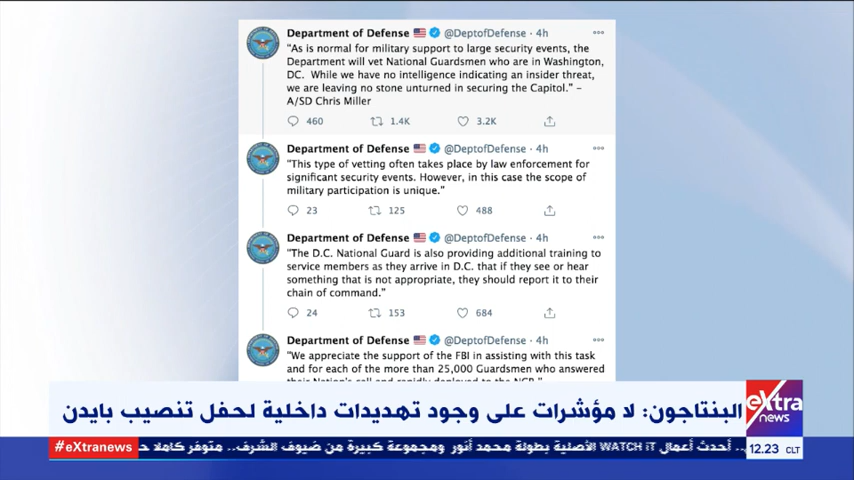 Department of Defense @DeptofDefense · 4h
"As is normal for military support to large security events, the
Department will vet National Guardsmen who are in Washington,
DC. While we have no intelligence indicating an insider threat,
we are leaving no stone unturned in securing the Capitol." –
A/SD Chris Miller
460 1.4K 3.2K
Department of Defense @DeptofDefense · 4h
"This type of vetting often takes place by law enforcement for
significant security events. However, in this case the scope of
military participation is unique."
23 125 488
Department of Defense @DeptofDefense · 4h
"The D.C. National Guard is also providing additional training to
service members as they arrive in D.C. that if they see or hear
something that is not appropriate, they should report it to their
chain of command."
24 153 684
Department of Defense @DeptofDefense · 4h
"We appreciate the support of the FBI in assisting with this task
and for each of the more than 25,000 Guardsmen who answered
their Nation's call and rapidly deployed to the NCR."
البنتاجون: لا مؤشرات على وجود تهديدات داخلية لحفل تنصيب بايدن
eXtra
news
#eXtranews
.. أحدث أعمال WATCH iT الأصلية بطولة محمد أنور ومجموعة كبيرة من ضيوف الشرف.. متوفر كاملا
12.23 CLT